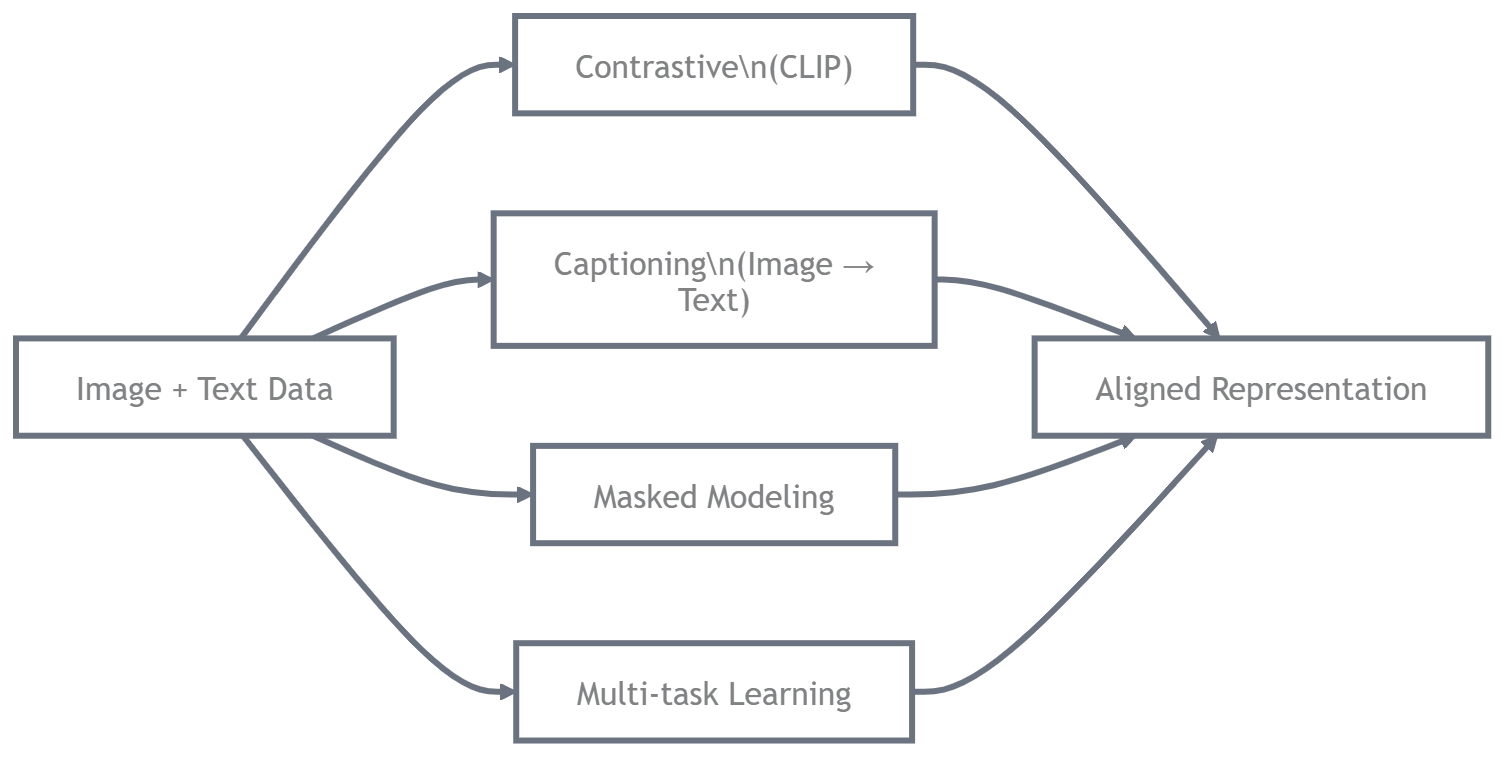 Contrastive\n(CLIP)
Captioning\n(Image →
Text)
Image + Text Data
Aligned Representation
Masked Modeling
Multi-task Learning